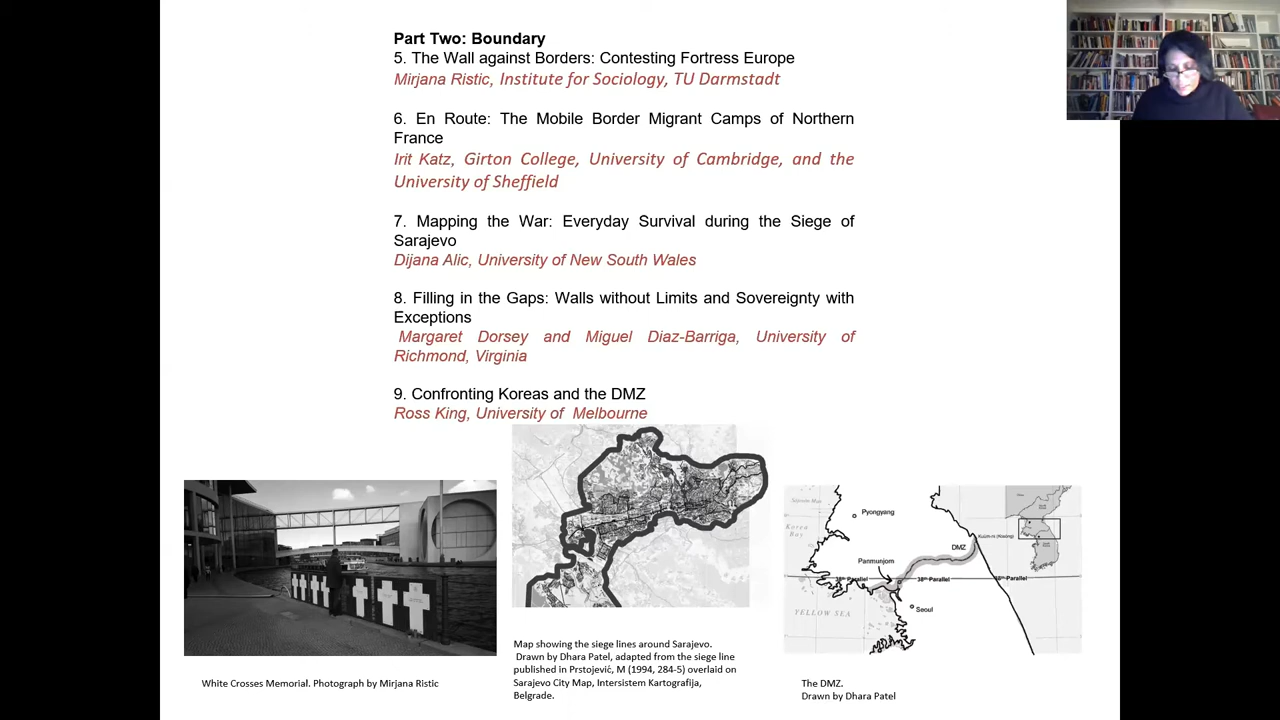 Part Two: Boundary
5. The Wall against Borders: Contesting Fortress Europe
Mirjana Ristic, Institute for Sociology, TU Darmstadt
6. En Route: The Mobile Border Migrant Camps of Northern
France
Irit Katz, Girton College, University of Cambridge, and the
University of Sheffield
7. Mapping the War: Everyday Survival during the Siege of
Sarajevo
Dijana Alic, University of New South Wales
8. Filling in the Gaps: Walls without Limits and Sovereignty with
Exceptions
Margaret Dorsey and Miguel Diaz-Barriga, University of
Richmond, Virginia
9. Confronting Koreas and the DMZ
Ross King, University of Melbourne
Pyongyang
Korea
Bay
DMZ
Panmunjom
38th Parallel
38th Parallel
38th Parallel
YELLOW SEA
Seoul
White Crosses Memorial. Photograph by Mirjana Ristic
Map showing the siege lines around Sarajevo.
Drawn by Dhara Patel, adapted from the siege line
published in Prstojević, M (1994, 284-5) overlaid on
Sarajevo City Map, Intersistem Kartografija,
Belgrade.
The DMZ.
Drawn by Dhara Patel